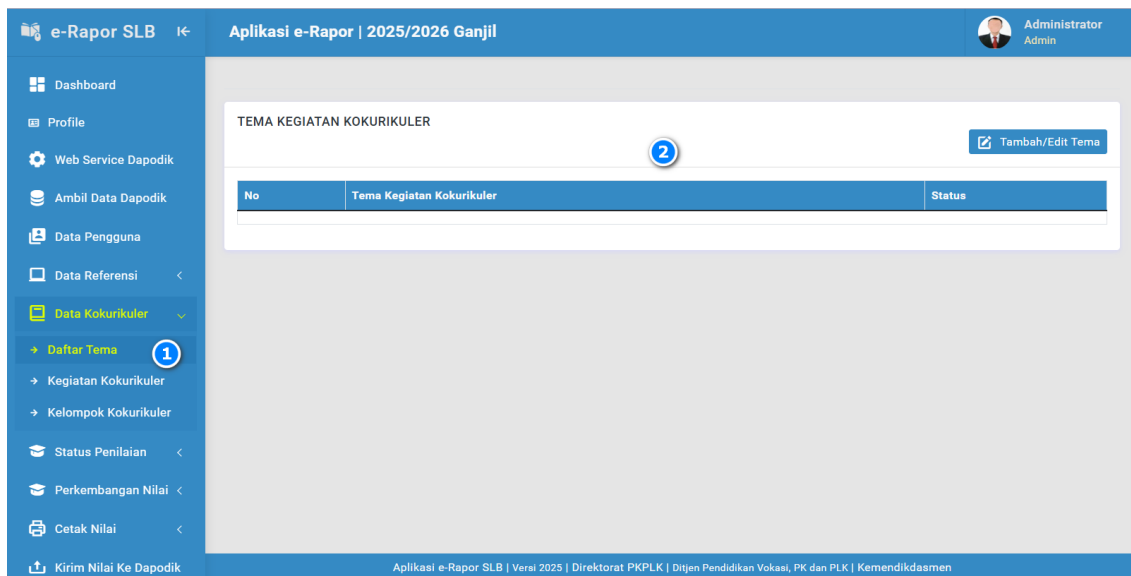 e-Rapor SLB
Aplikasi e-Rapor | 2025/2026 Ganjil
Administrator
Admin
Dashboard
Profile
Web Service Dapodik
Ambil Data Dapodik
Data Pengguna
Data Referensi
Data Kokurikuler
Daftar Tema
1
Kegiatan Kokurikuler
Kelompok Kokurikuler
Status Penilaian
Perkembangan Nilai
Cetak Nilai
Kirim Nilai Ke Dapodik
TEMA KEGIATAN KOKURIKULER
2
Tambah/Edit Tema
No Tema Kegiatan Kokurikuler Status
Aplikasi e-Rapor SLB | Versi 2025 | Direktorat PKPLK | Ditjen Pendidikan Vokasi, PK dan PLK | Kemendikdasmen